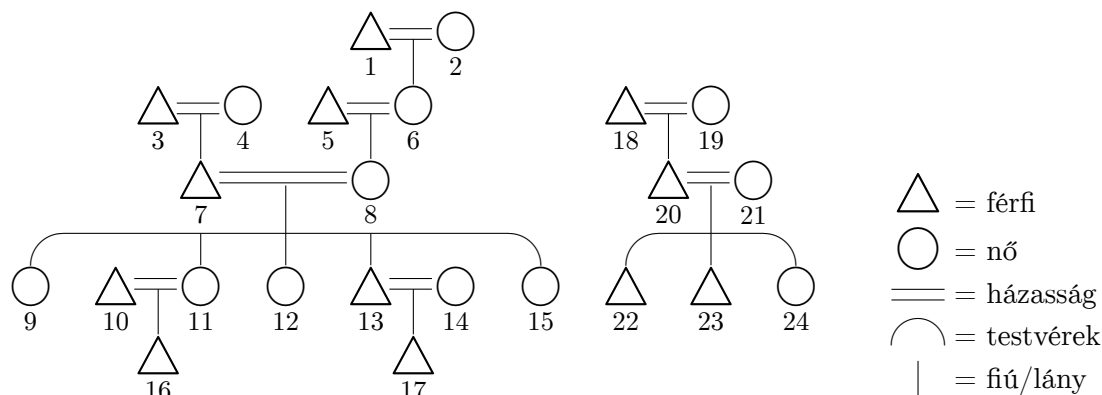 1 2
3 4 5 6 18 19
7 8 20 21
9 10 11 12 13 14 15 22 23 24
16 17
= férfi
= nő
= házasság
= testvérek
= fiú/lány